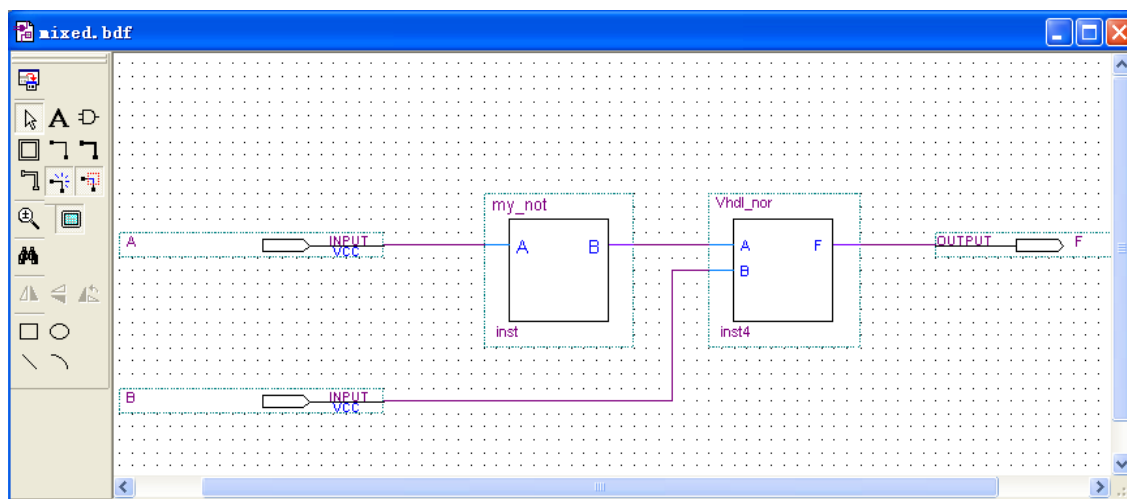 mixed.bdf
A
my_not
Vhdl_nor
A
INPUT
VCC
A B
A F
B
OUTPUT
F
inst
inst4
B
INPUT
VCC